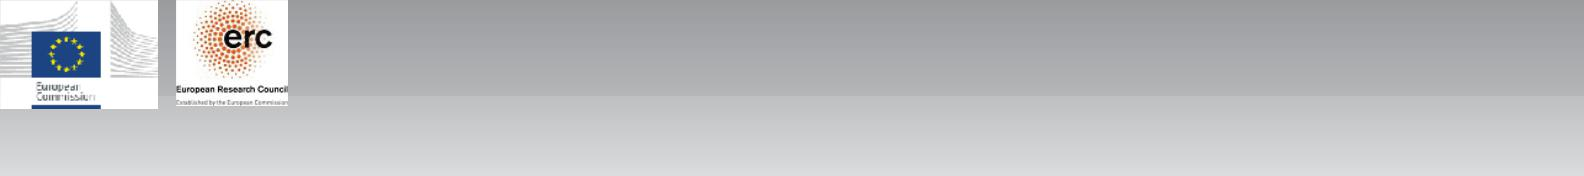 European
Commission
erc
European Research Council
Established by the European Commission